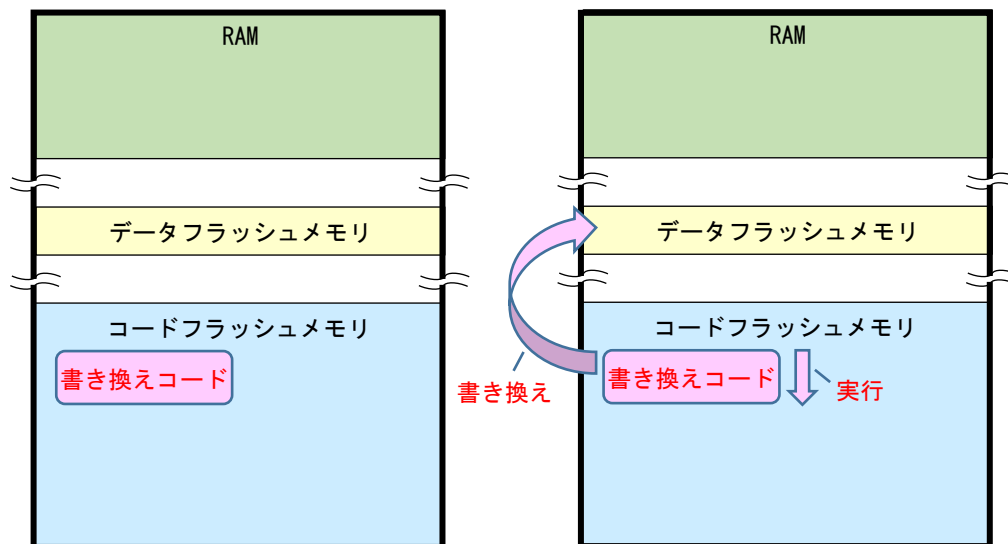 RAM
データフラッシュメモリ
コードフラッシュメモリ
書き換えコード
RAM
データフラッシュメモリ
コードフラッシュメモリ
書き換えコード
書き換え
実行